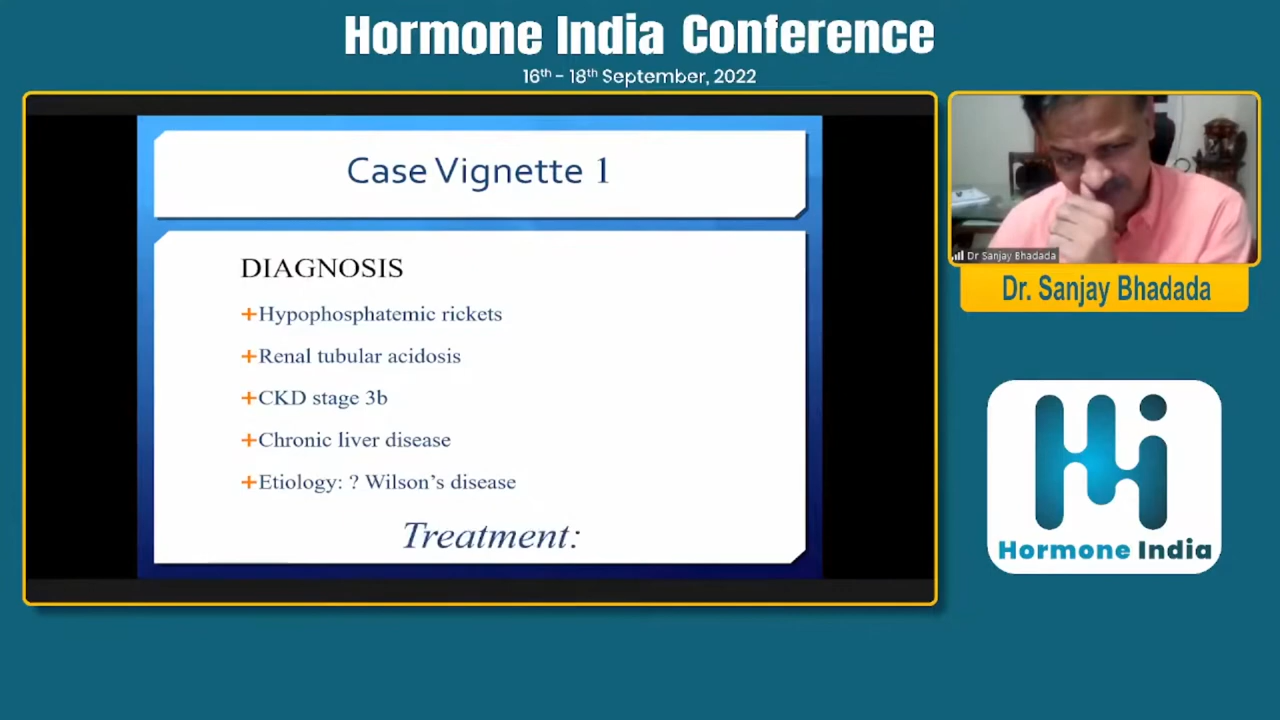 Hormone India Conference
16th - 18th September, 2022
Case Vignette 1
DIAGNOSIS
+Hypophosphatemic rickets
+Renal tubular acidosis
+CKD stage 3b
+Chronic liver disease
+Etiology: ? Wilson's disease
Treatment:
Dr Sanjay Bhadada
Dr. Sanjay Bhadada
Hi
Hormone India